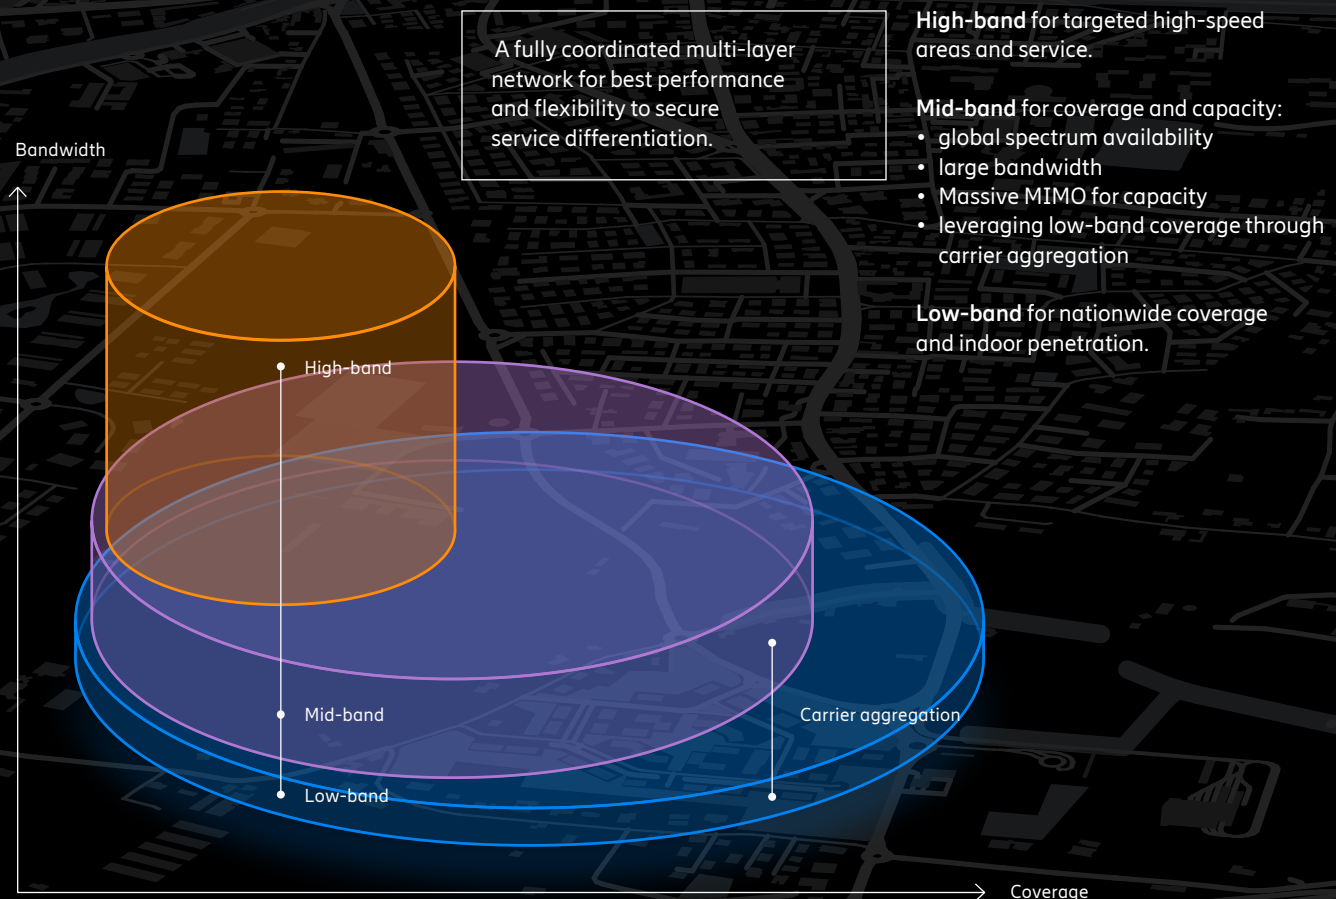 A fully coordinated multi-layer
network for best performance
and flexibility to secure
service differentiation.
High-band for targeted high-speed
areas and service.
Mid-band for coverage and capacity:
• global spectrum availability
• large bandwidth
• Massive MIMO for capacity
• leveraging low-band coverage through
carrier aggregation
Low-band for nationwide coverage
and indoor penetration.
Bandwidth
High-band
Mid-band
Carrier aggregation
Low-band
Coverage